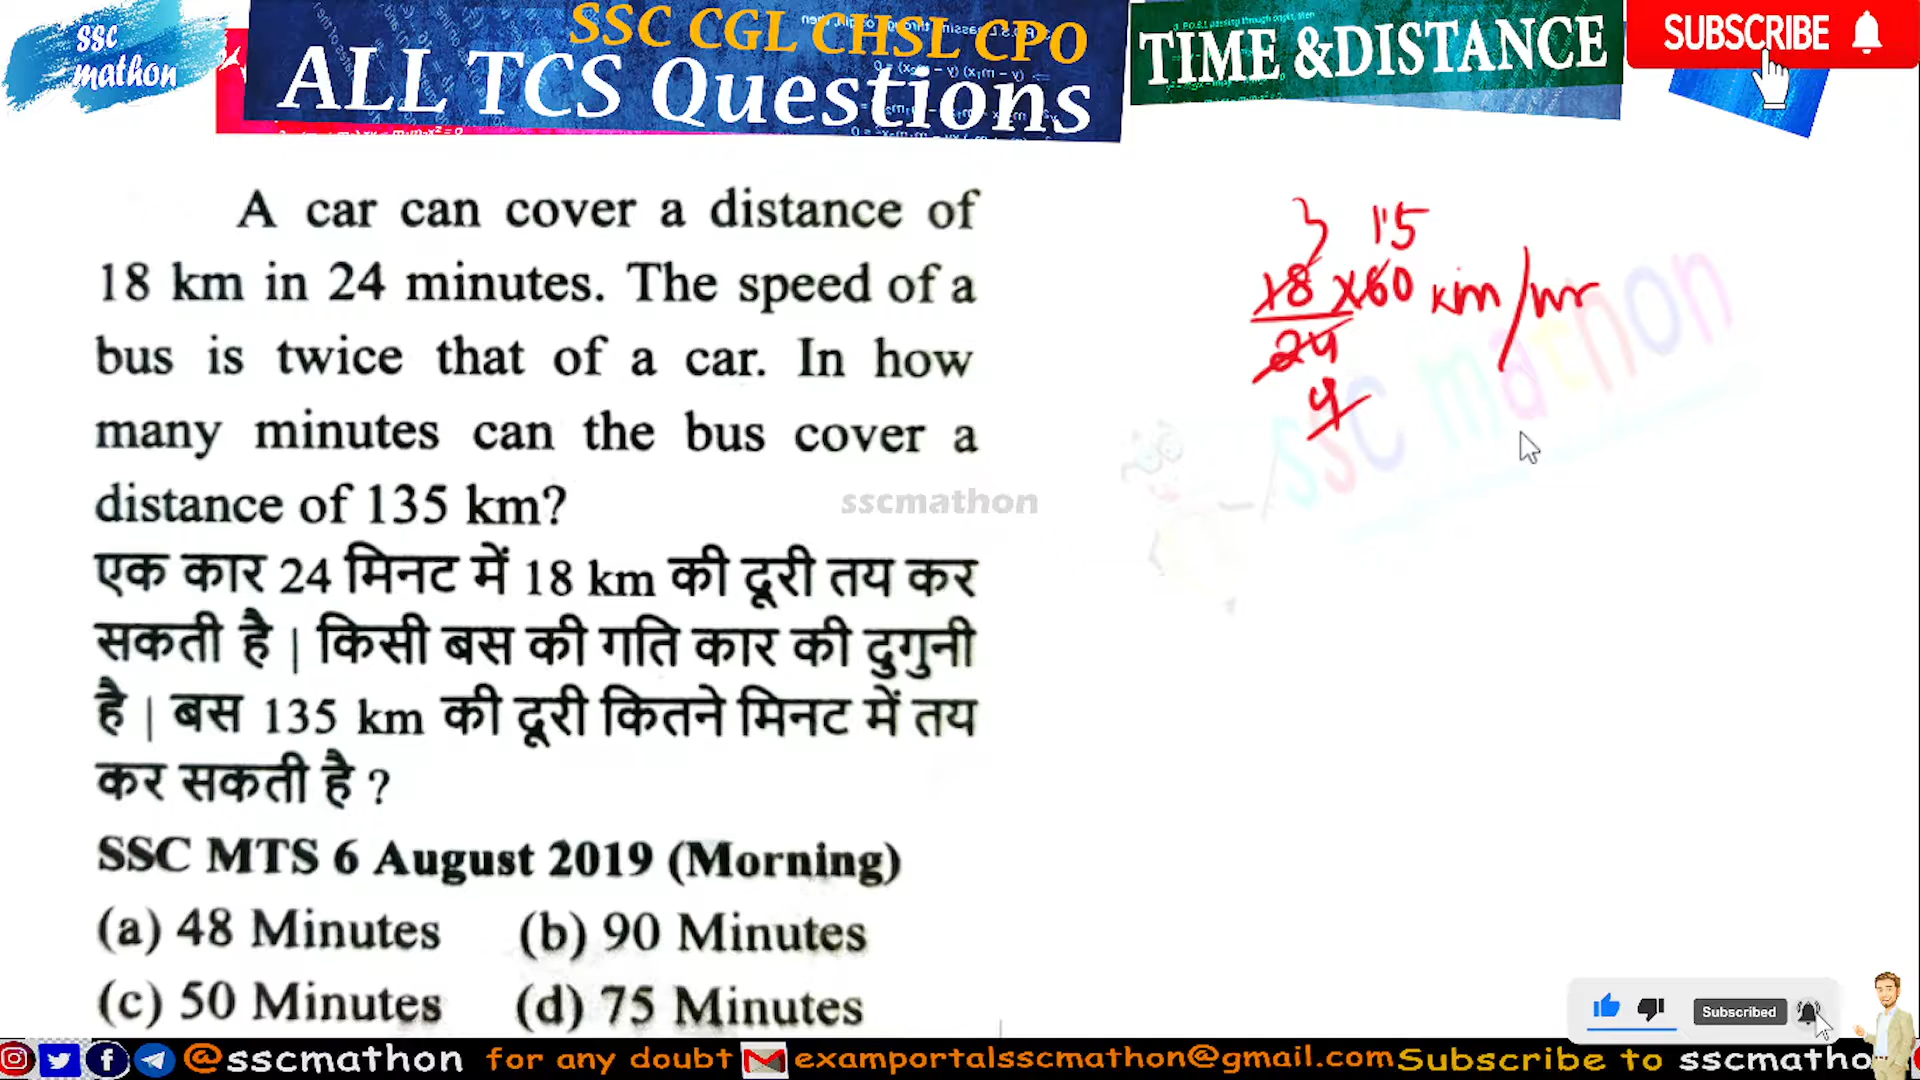 ssc
mathon
SSC CGL CHSL CPO
ALL TCS Questions
TIME &DISTANCE
SUBSCRIBE
A car can cover a distance of
18 km in 24 minutes. The speed of a
bus is twice that of a car. In how
many minutes can the bus cover a
distance of 135 km?
एक कार 24 मिनट में 18 km की दूरी तय कर
सकती है | किसी बस की गति कार की दुगुनी
है | बस 135 km की दूरी कितने मिनट में तय
कर सकती है ?
SSC MTS 6 August 2019 (Morning)
(a) 48 Minutes (b) 90 Minutes
(c) 50 Minutes (d) 75 Minutes
3 15
18 x60 km/hr
24
4
ssc mathon
sscmathon
Subscribed
@sscmathon for any doubt examportalsscmathon@gmail.com Subscribe to sscmatho